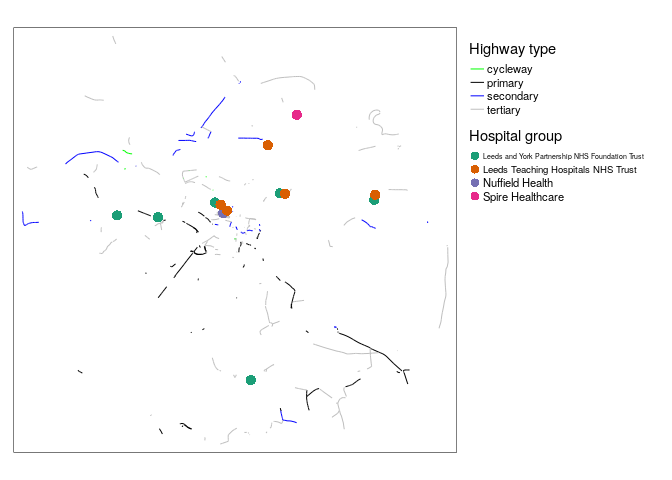 Highway type
cycleway
primary
secondary
tertiary
Hospital group
Leeds and York Partnership NHS Foundation Trust
Leeds Teaching Hospitals NHS Trust
Nuffield Health
Spire Healthcare